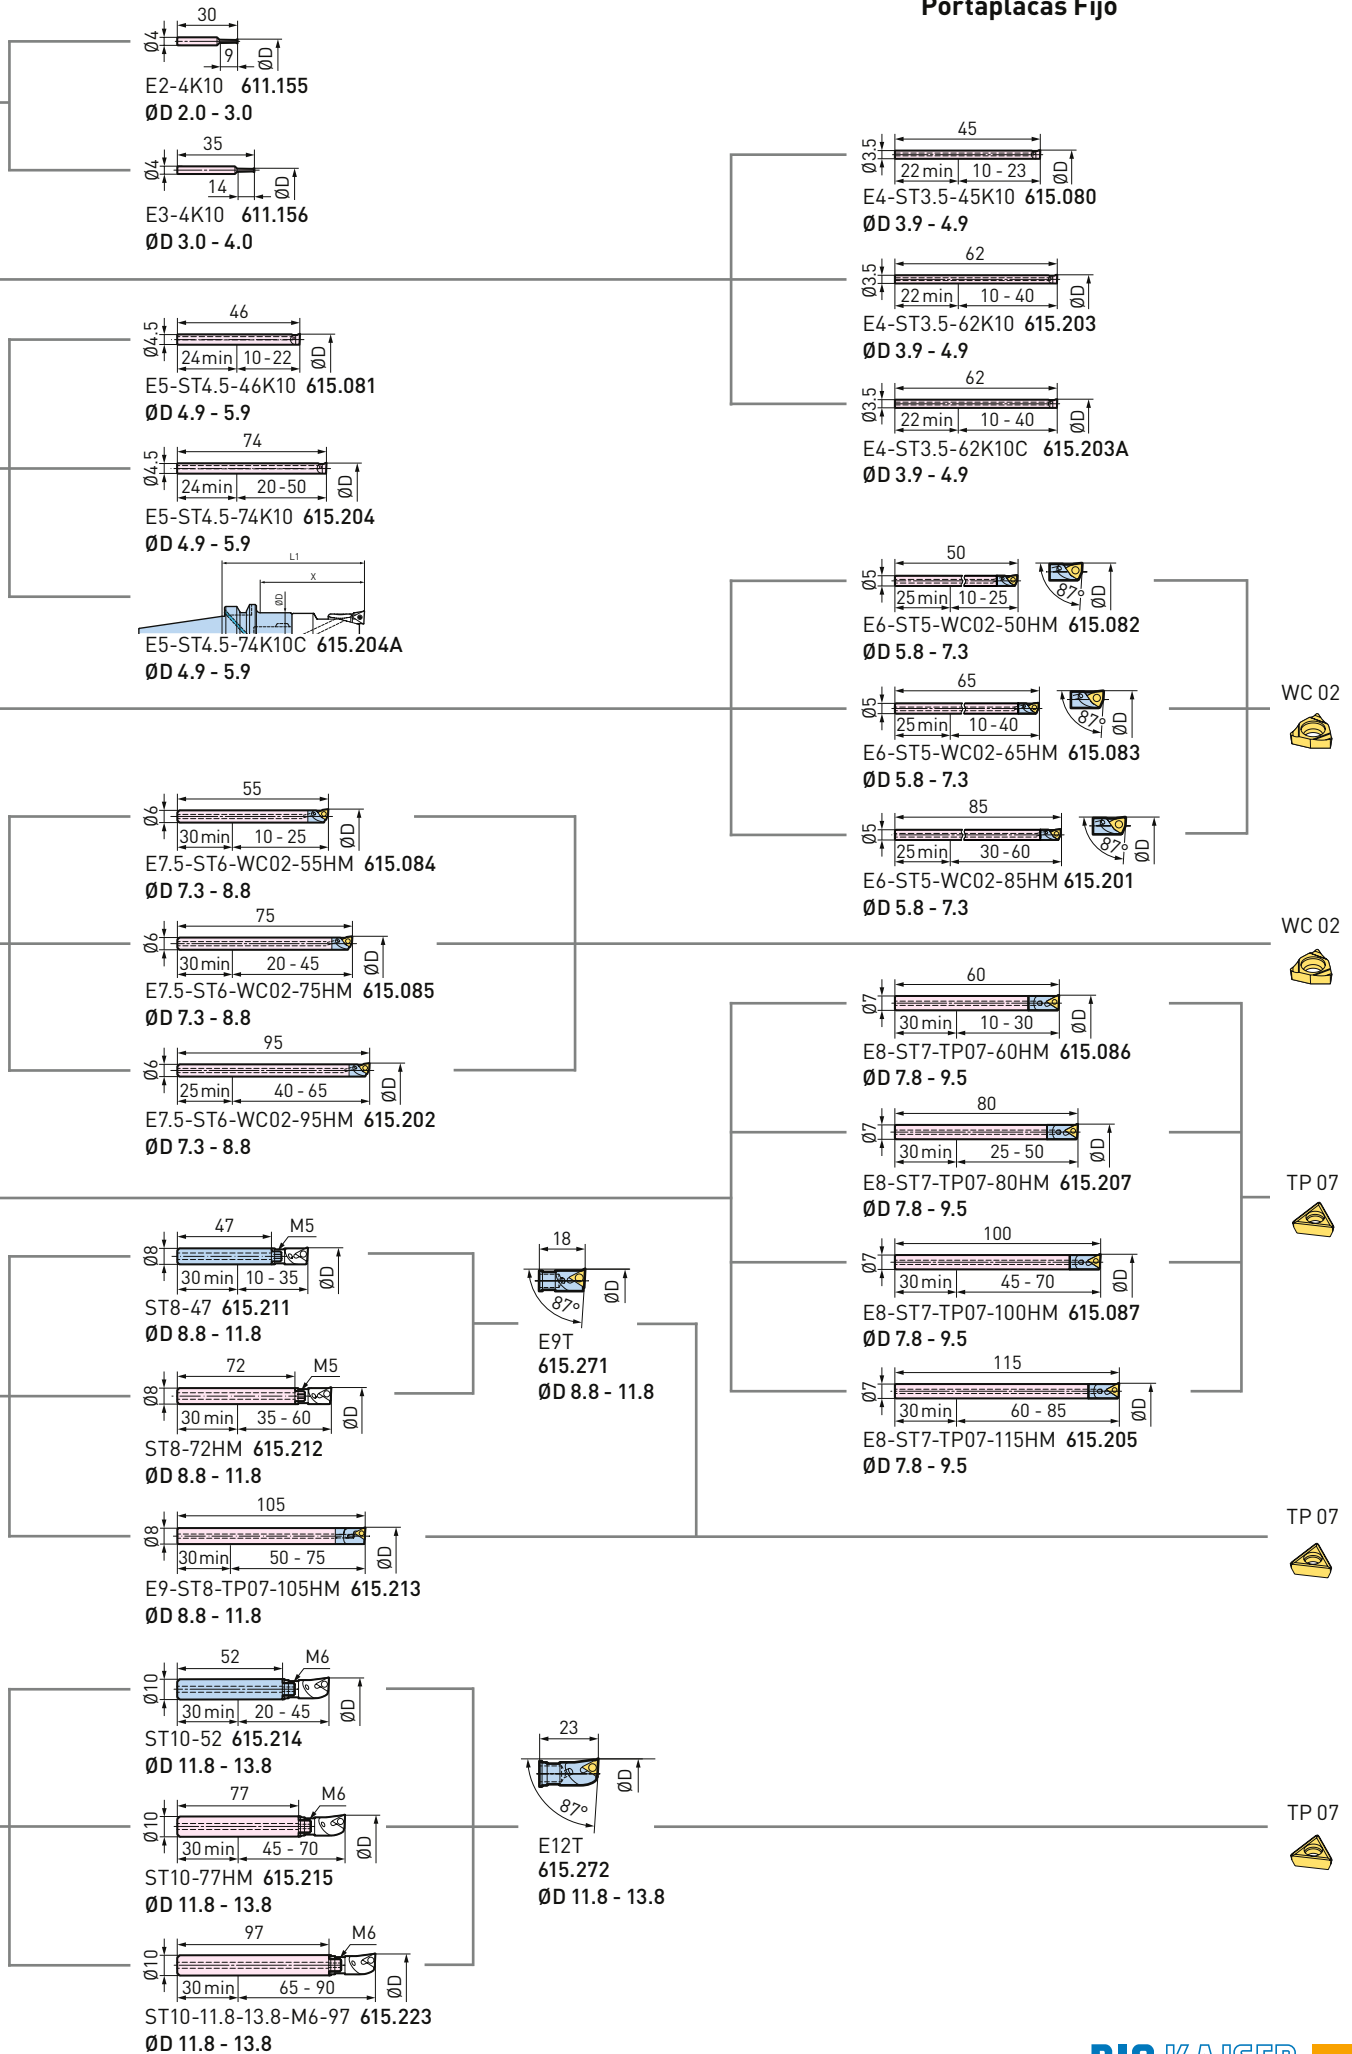 Portaplacas Fijo
30
Ø4
9
ØD
E2-4K10 611.155
ØD 2.0 - 3.0
35
Ø4
14
ØD
E3-4K10 611.156
ØD 3.0 - 4.0
45
Ø3.5
22 min 10 - 23
ØD
E4-ST3.5-45K10 615.080
ØD 3.9 - 4.9
62
Ø3.5
22 min 10 - 40
ØD
E4-ST3.5-62K10 615.203
ØD 3.9 - 4.9
62
Ø3.5
22 min 10 - 40
ØD
E4-ST3.5-62K10C 615.203A
ØD 3.9 - 4.9
46
Ø4.5
24 min 10 - 22
ØD
E5-ST4.5-46K10 615.081
ØD 4.9 - 5.9
74
Ø4.5
24 min 20 - 50
ØD
E5-ST4.5-74K10 615.204
ØD 4.9 - 5.9
L1
X
ØD
E5-ST4.5-74K10C 615.204A
ØD 4.9 - 5.9
50
Ø5
25 min 10 - 25
87°
ØD
E6-ST5-WC02-50HM 615.082
ØD 5.8 - 7.3
65
Ø5
25 min 10 - 40
87°
ØD
E6-ST5-WC02-65HM 615.083
ØD 5.8 - 7.3
85
Ø5
25 min 30 - 60
87°
ØD
E6-ST5-WC02-85HM 615.201
ØD 5.8 - 7.3
WC 02
55
Ø6
30 min 10 - 25
ØD
E7.5-ST6-WC02-55HM 615.084
ØD 7.3 - 8.8
75
Ø6
30 min 20 - 45
ØD
E7.5-ST6-WC02-75HM 615.085
ØD 7.3 - 8.8
95
Ø6
25 min 40 - 65
ØD
E7.5-ST6-WC02-95HM 615.202
ØD 7.3 - 8.8
WC 02
60
Ø7
30 min 10 - 30
ØD
E8-ST7-TP07-60HM 615.086
ØD 7.8 - 9.5
80
Ø7
30 min 25 - 50
ØD
E8-ST7-TP07-80HM 615.207
ØD 7.8 - 9.5
100
Ø7
30 min 45 - 70
ØD
E8-ST7-TP07-100HM 615.087
ØD 7.8 - 9.5
115
Ø7
30 min 60 - 85
ØD
E8-ST7-TP07-115HM 615.205
ØD 7.8 - 9.5
TP 07
47 M5
Ø8
30 min 10 - 35
ØD
ST8-47 615.211
ØD 8.8 - 11.8
72 M5
Ø8
30 min 35 - 60
ØD
ST8-72HM 615.212
ØD 8.8 - 11.8
18
87°
ØD
E9T
615.271
ØD 8.8 - 11.8
105
Ø8
30 min 50 - 75
ØD
E9-ST8-TP07-105HM 615.213
ØD 8.8 - 11.8
TP 07
52 M6
Ø10
30 min 20 - 45
ØD
ST10-52 615.214
ØD 11.8 - 13.8
77 M6
Ø10
30 min 45 - 70
ØD
ST10-77HM 615.215
ØD 11.8 - 13.8
97 M6
Ø10
30 min 65 - 90
ØD
ST10-11.8-13.8-M6-97 615.223
ØD 11.8 - 13.8
23
87°
ØD
E12T
615.272
ØD 11.8 - 13.8
TP 07
BIG KAISER